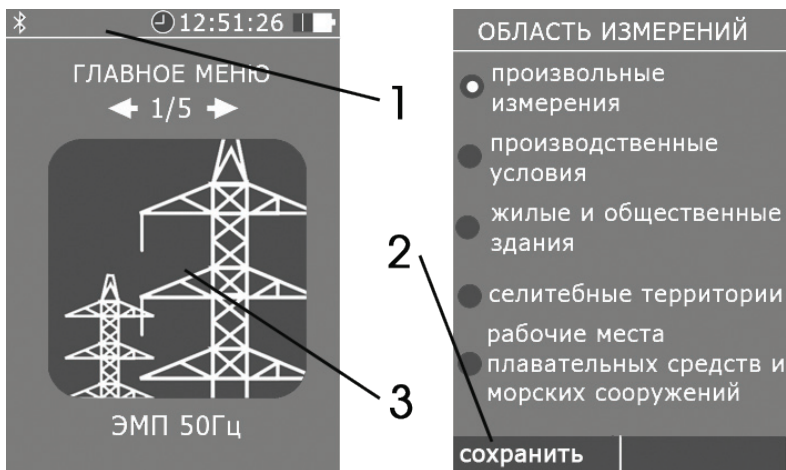 12:51:26
ГЛАВНОЕ МЕНЮ
1/5
ЭМП 50Гц
1
2
3
ОБЛАСТЬ ИЗМЕРЕНИЙ
произвольные
измерения
производственные
условия
жилые и общественные
здания
селитебные территории
рабочие места
плавательных средств и
морских сооружений
сохранить